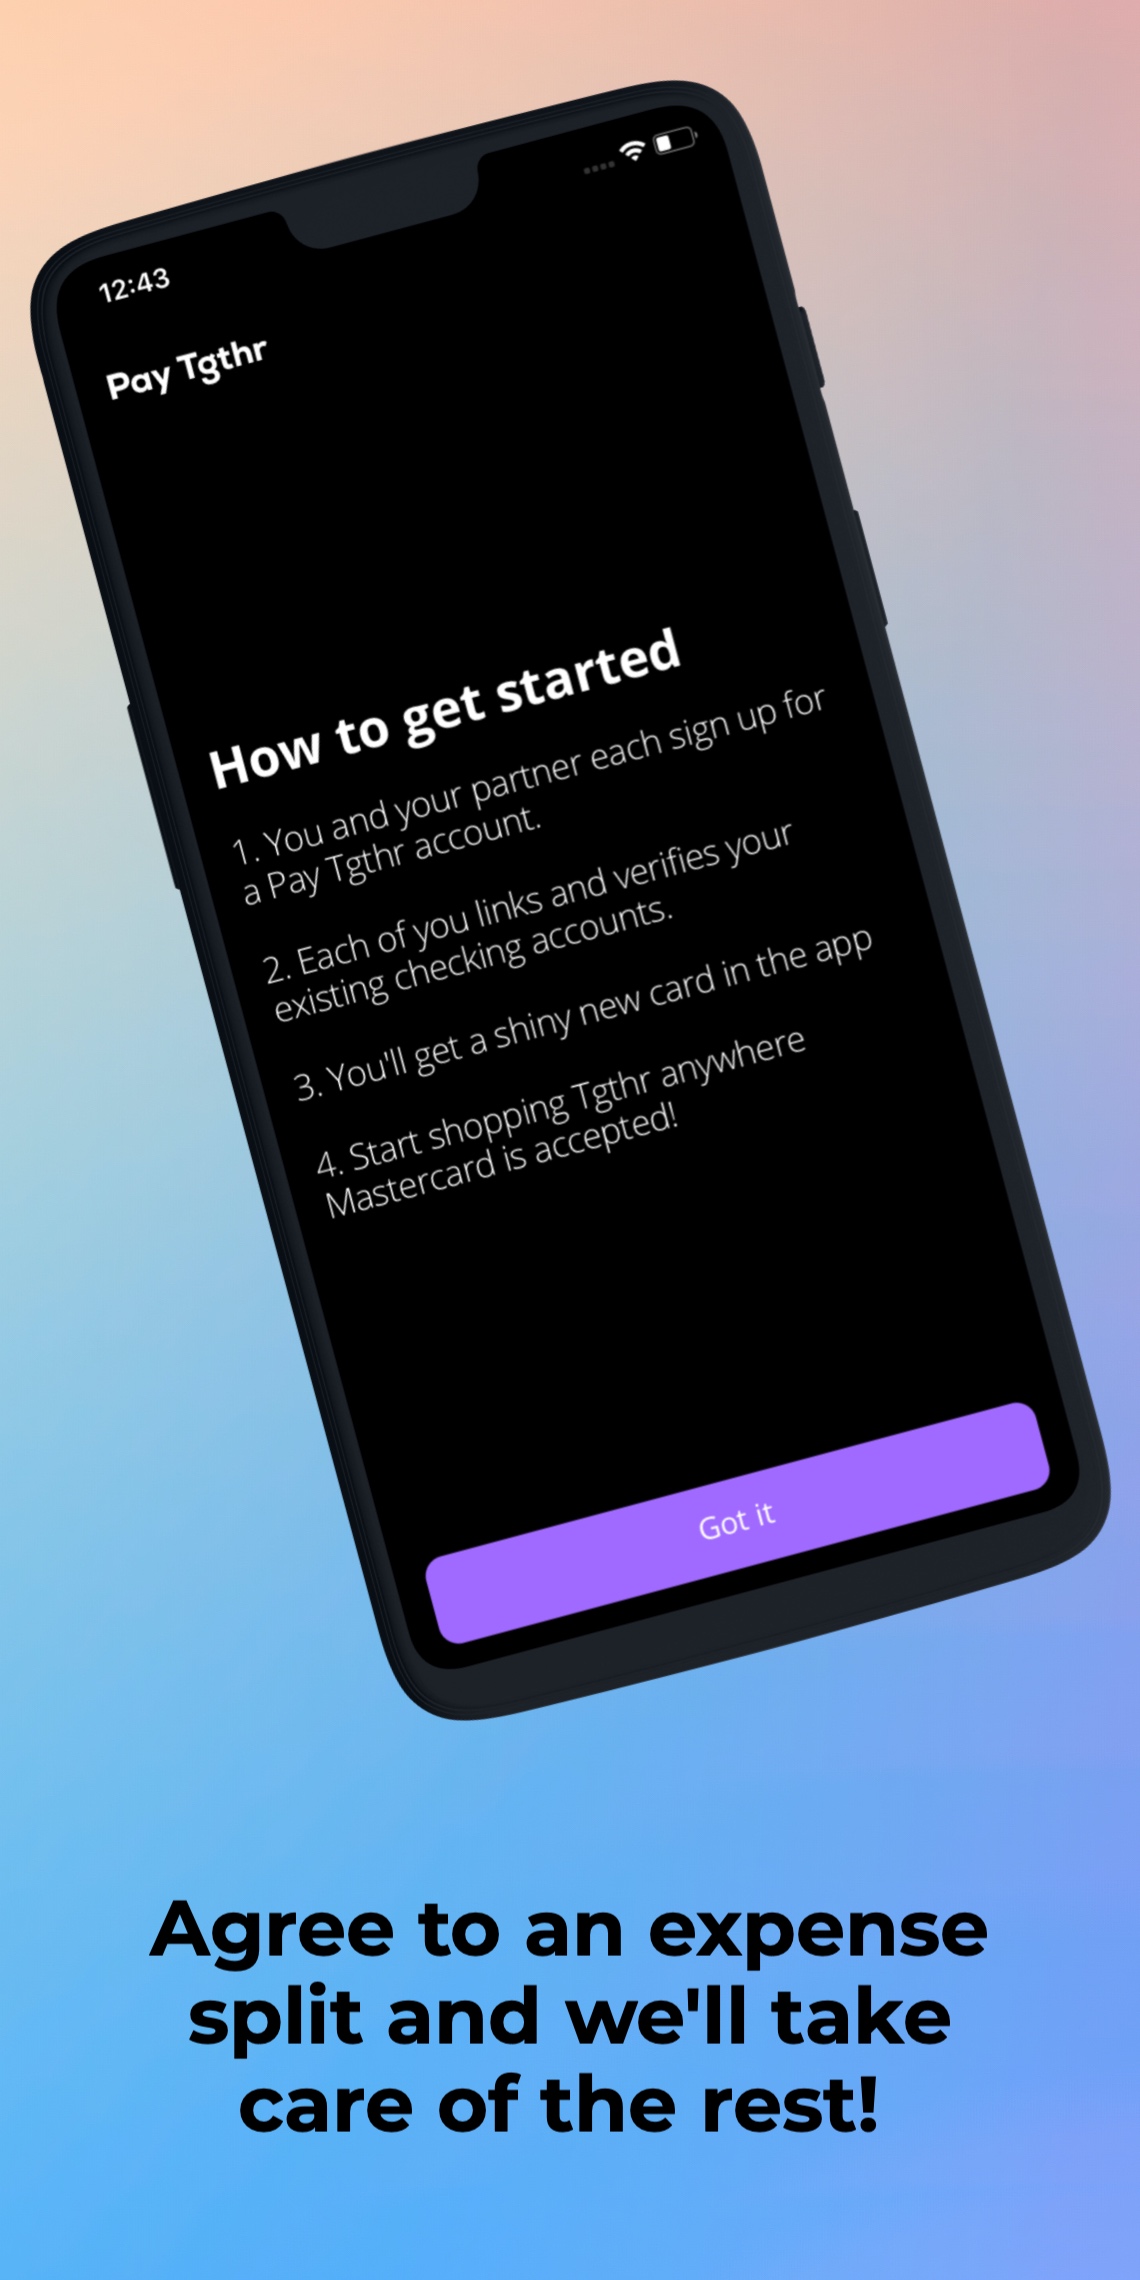 12:43
Pay Tgthr
How to get started
1. You and your partner each sign up for
a Pay Tgthr account.
2. Each of you links and verifies your
existing checking accounts.
3. You'll get a shiny new card in the app
4. Start shopping Tgthr anywhere
Mastercard is accepted!
Got it
Agree to an expense
split and we'll take
care of the rest!